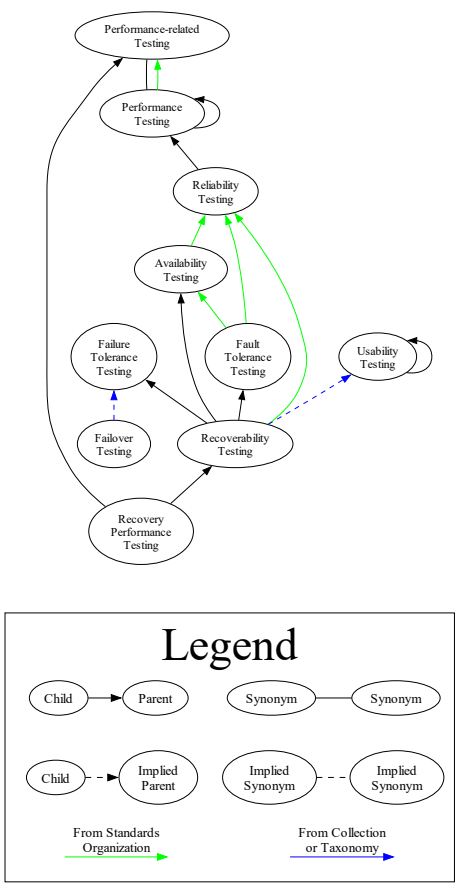 Performance-related
Testing
Performance
Testing
Reliability
Testing
Availability
Testing
Failure
Tolerance
Testing
Fault
Tolerance
Testing
Usability
Testing
Failover
Testing
Recoverability
Testing
Recovery
Performance
Testing
Legend
Child
Parent
Synonym
Synonym
Child
Implied
Parent
Implied
Synonym
Implied
Synonym
From Standards
Organization
From Collection
or Taxonomy